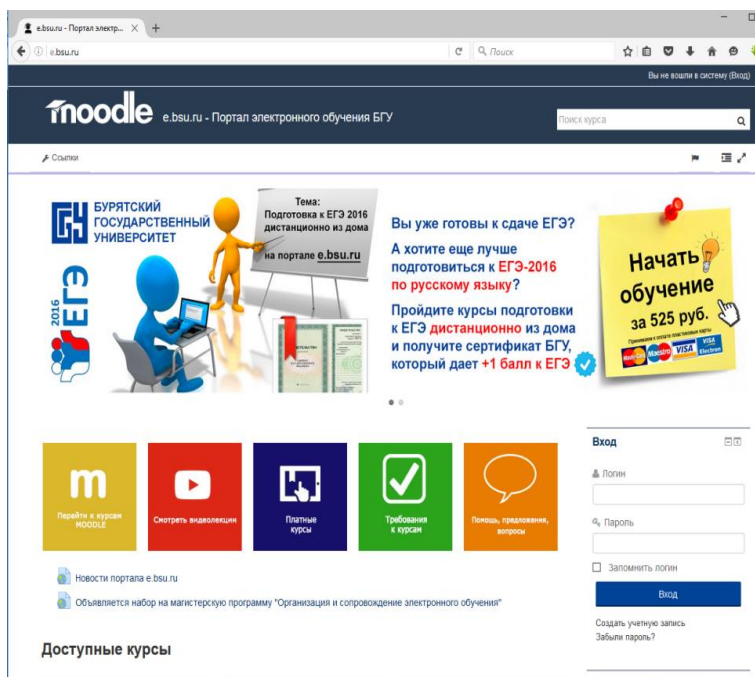 e.bsu.ru - Портал электр...
e.bsu.ru
Поиск
Вы не вошли в систему (Вход)
moodle e.bsu.ru - Портал электронного обучения БГУ
Поиск курса
Ссылки
БУРЯТСКИЙ
ГОСУДАРСТВЕННЫЙ
УНИВЕРСИТЕТ
2016
ЕГЭ
Тема:
Подготовка к ЕГЭ 2016
дистанционно из дома
на портале e.bsu.ru
Вы уже готовы к сдаче ЕГЭ?
А хотите еще лучше
подготовиться к ЕГЭ-2016
по русскому языку?
Пройдите курсы подготовки
к ЕГЭ дистанционно из дома
и получите сертификат БГУ,
который дает +1 балл к ЕГЭ
Начать
обучение
за 525 руб.
Принимаем к оплате пластиковые карты
MasterCard Maestro VISA VISA Electron
m
Перейти к курсам
MOODLE
Смотреть видеолекции
Платные
курсы
Требования
к курсам
Помощь, предложения,
вопросы
Новости портала e.bsu.ru
Объявляется набор на магистерскую программу "Организация и сопровождение электронного обучения"
Доступные курсы
Вход
Логин
Пароль
Запомнить логин
Вход
Создать учетную запись
Забыли пароль?